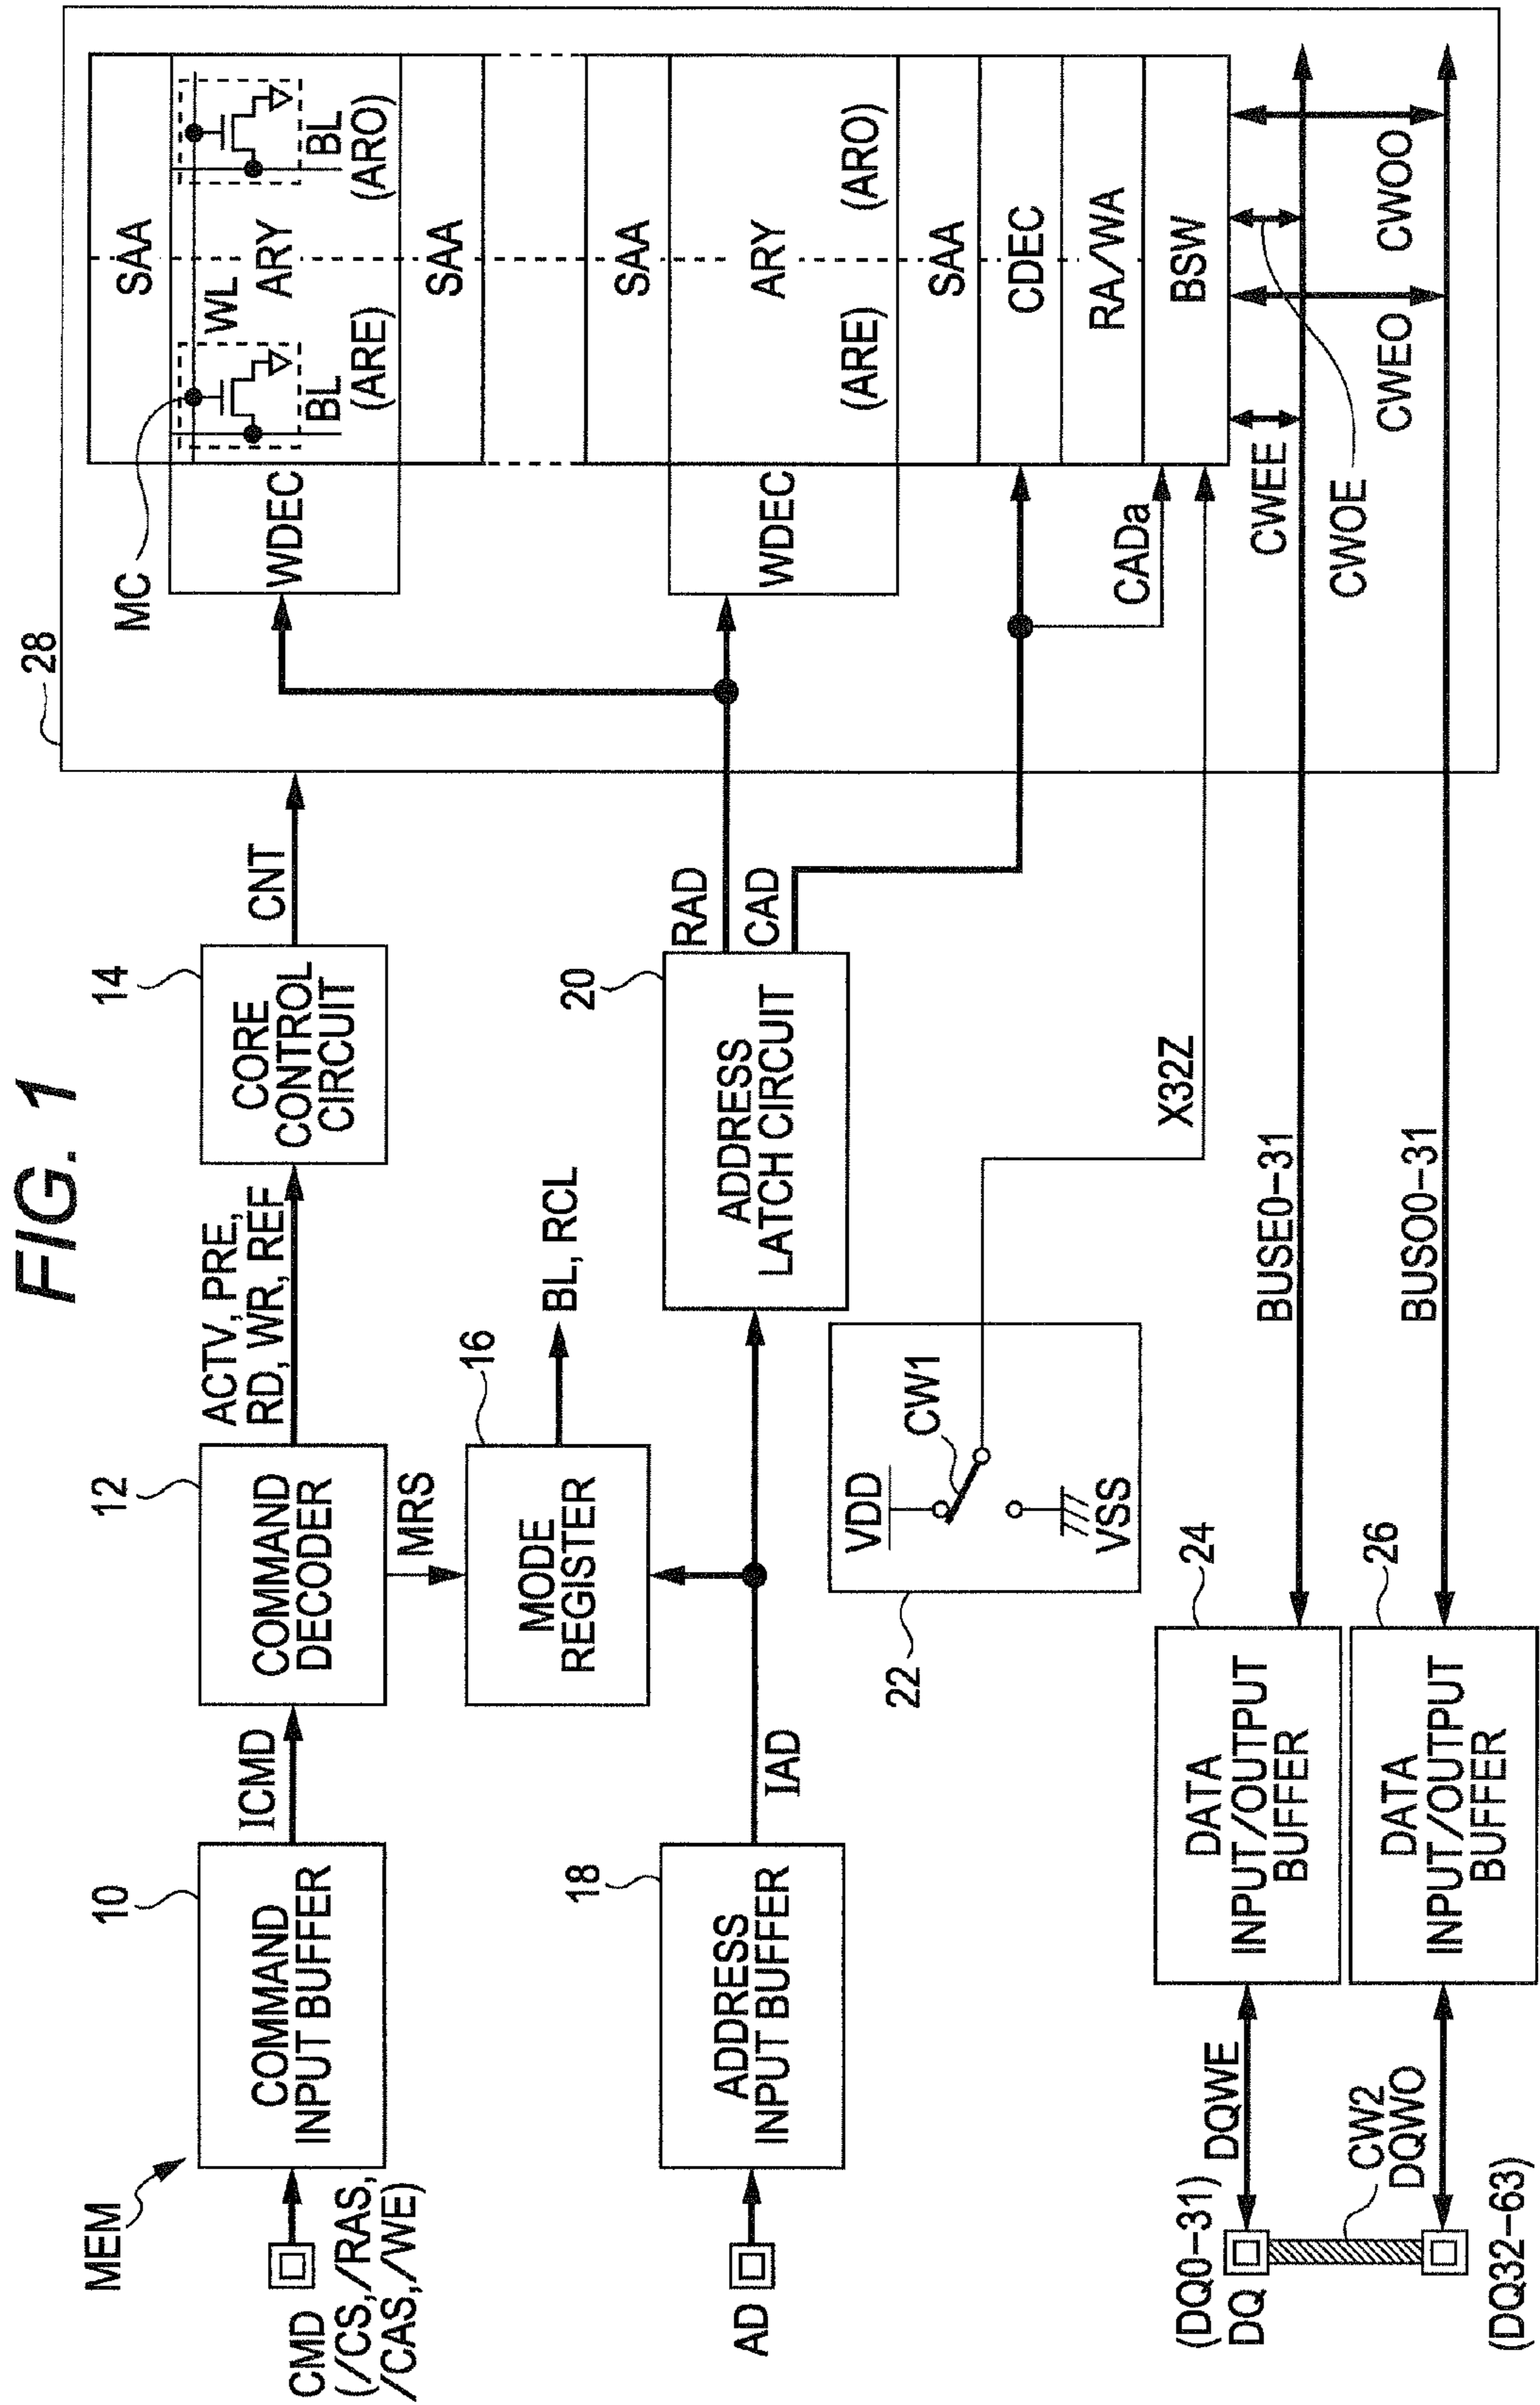 FIG. 1
MEM
CMD
(/CS,/RAS,
/CAS,/WE)
10
COMMAND
INPUT BUFFER
ICMD
12
COMMAND
DECODER
ACTV, PRE,
RD, WR, REF
14
CORE
CONTROL
CIRCUIT
CNT
28
MRS
16
MODE
REGISTER
BL, RCL
AD
18
ADDRESS
INPUT BUFFER
IAD
20
ADDRESS
LATCH CIRCUIT
RAD
CAD
22
VDD
CW1
VSS
X32Z
MC
WDEC
WDEC
SAA
WL
ARY
BL
(ARE)
BL
(ARO)
SAA
SAA
ARY
(ARE)
(ARO)
SAA
CDEC
RA/WA
BSW
CADa
CWEE
CWOE
CWEO
CWOO
(DQ0-31)
DQ
DQWE
24
DATA
INPUT/OUTPUT
BUFFER
BUSE0-31
CW2
DQWO
(DQ32-63)
26
DATA
INPUT/OUTPUT
BUFFER
BUSO0-31